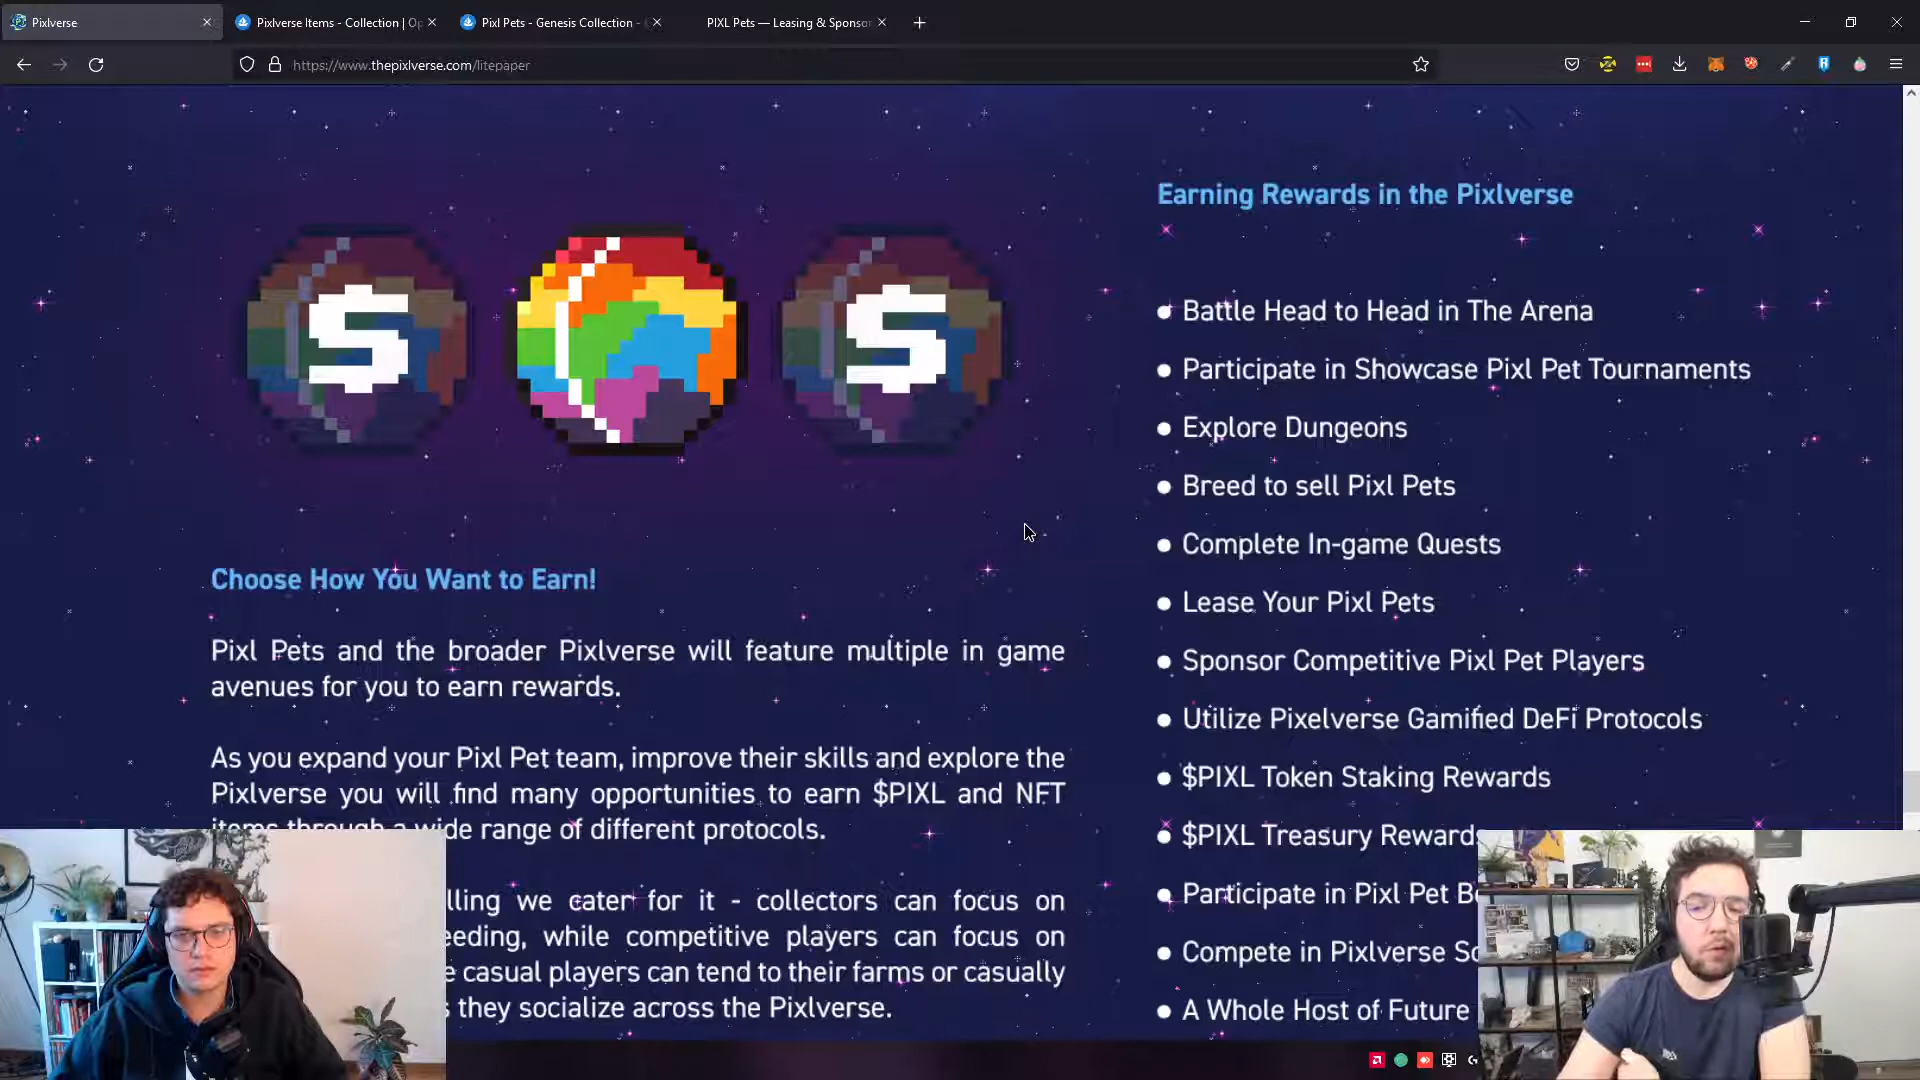 Pixlverse
Pixlverse Items - Collection | Op
Pixl Pets - Genesis Collection -
PIXL Pets — Leasing & Sponsor
https://www.thepixlverse.com/litepaper
S
S
Choose How You Want to Earn!
Pixl Pets and the broader Pixlverse will feature multiple in game
avenues for you to earn rewards.
As you expand your Pixl Pet team, improve their skills and explore the
Pixlverse you will find many opportunities to earn $PIXL and NFT
items through a wide range of different protocols.
lling we cater for it - collectors can focus on
eeding, while competitive players can focus on
e casual players can tend to their farms or casually
s they socialize across the Pixlverse.
Earning Rewards in the Pixlverse
● Battle Head to Head in The Arena
● Participate in Showcase Pixl Pet Tournaments
● Explore Dungeons
● Breed to sell Pixl Pets
● Complete In-game Quests
● Lease Your Pixl Pets
● Sponsor Competitive Pixl Pet Players
● Utilize Pixelverse Gamified DeFi Protocols
● $PIXL Token Staking Rewards
● $PIXL Treasury Rewards
● Participate in Pixl Pet B
● Compete in Pixlverse S
● A Whole Host of Future